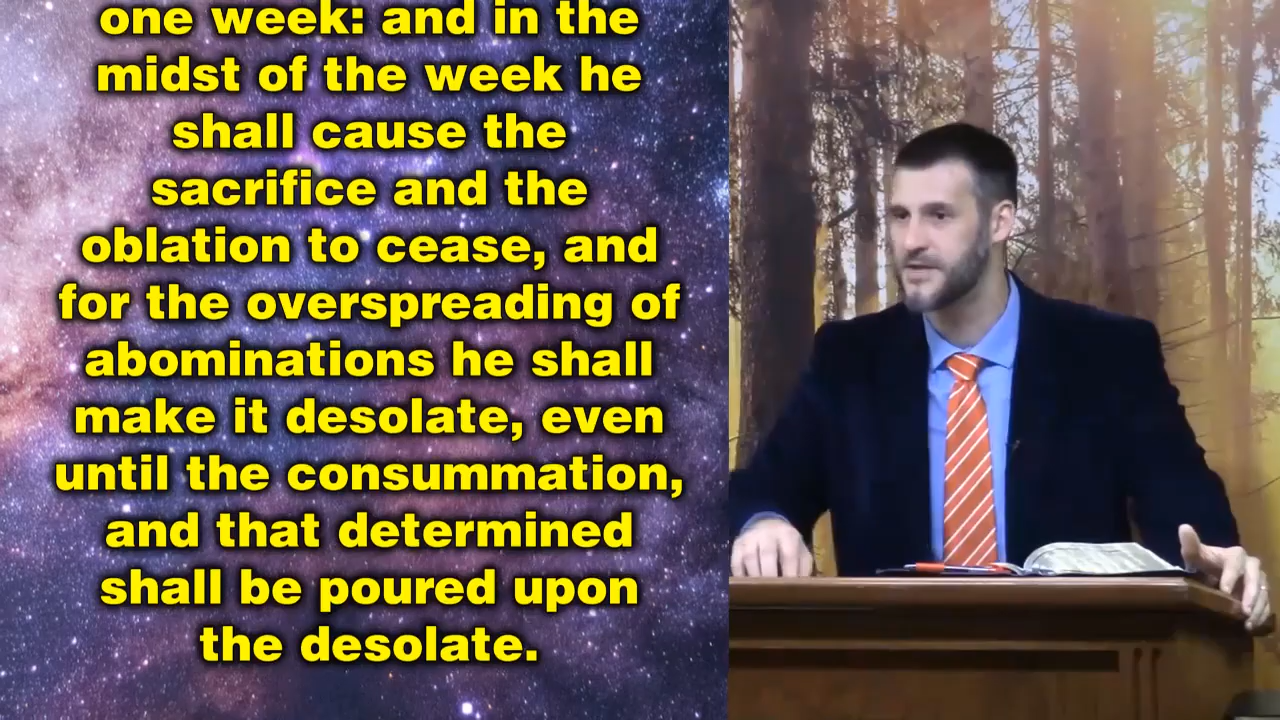 one week: and in the
midst of the week he
shall cause the
sacrifice and the
oblation to cease, and
for the overspreading of
abominations he shall
make it desolate, even
until the consummation,
and that determined
shall be poured upon
the desolate.